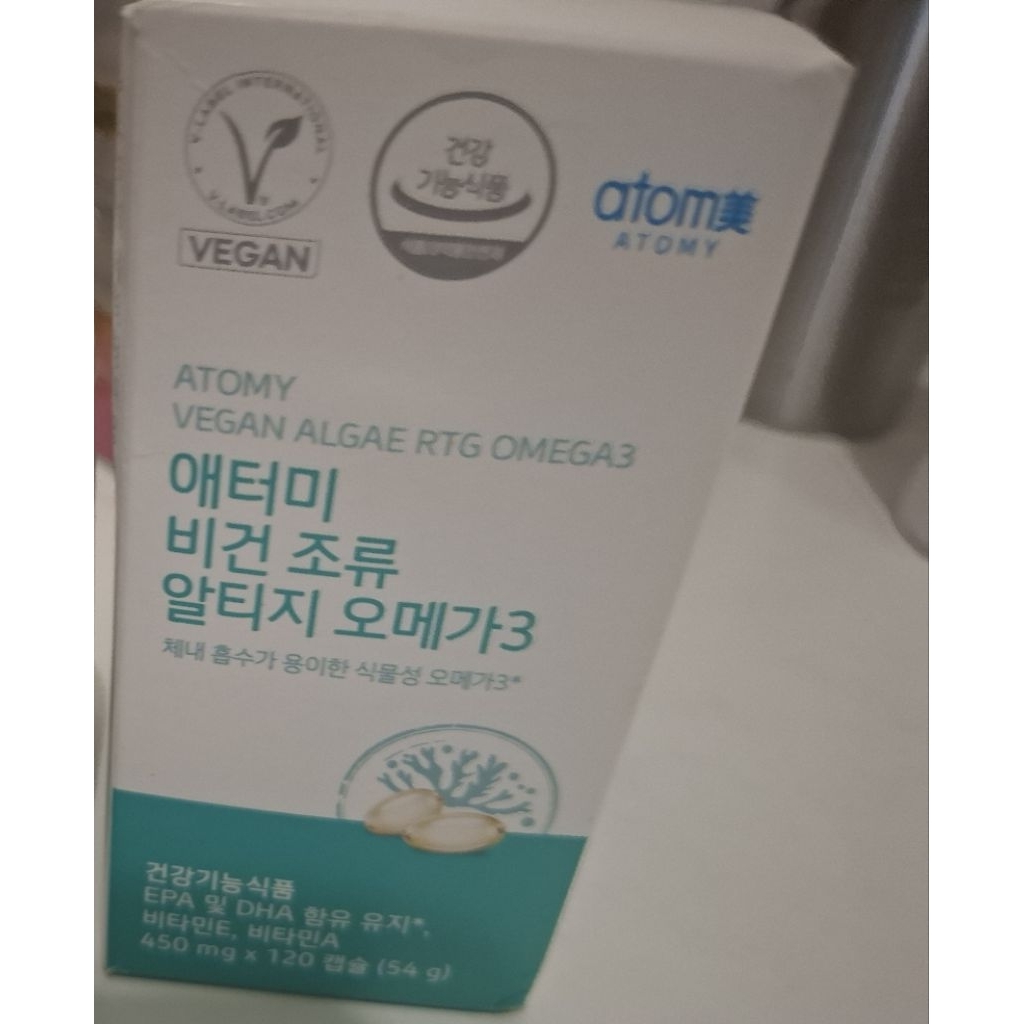 V-LABEL INTERNATIONAL
V-LABEL.COM
VEGAN
건강
기능식품
atom美
ATOMY
ATOMY
VEGAN ALGAE RTG OMEGA3
애터미
비건 조류
알티지 오메가3
체내 흡수가 용이한 식물성 오메가3*
건강기능식품
EPA 및 DHA 함유 유지*,
비타민E, 비타민A
450 mg x 120 캡슐 (54 g)